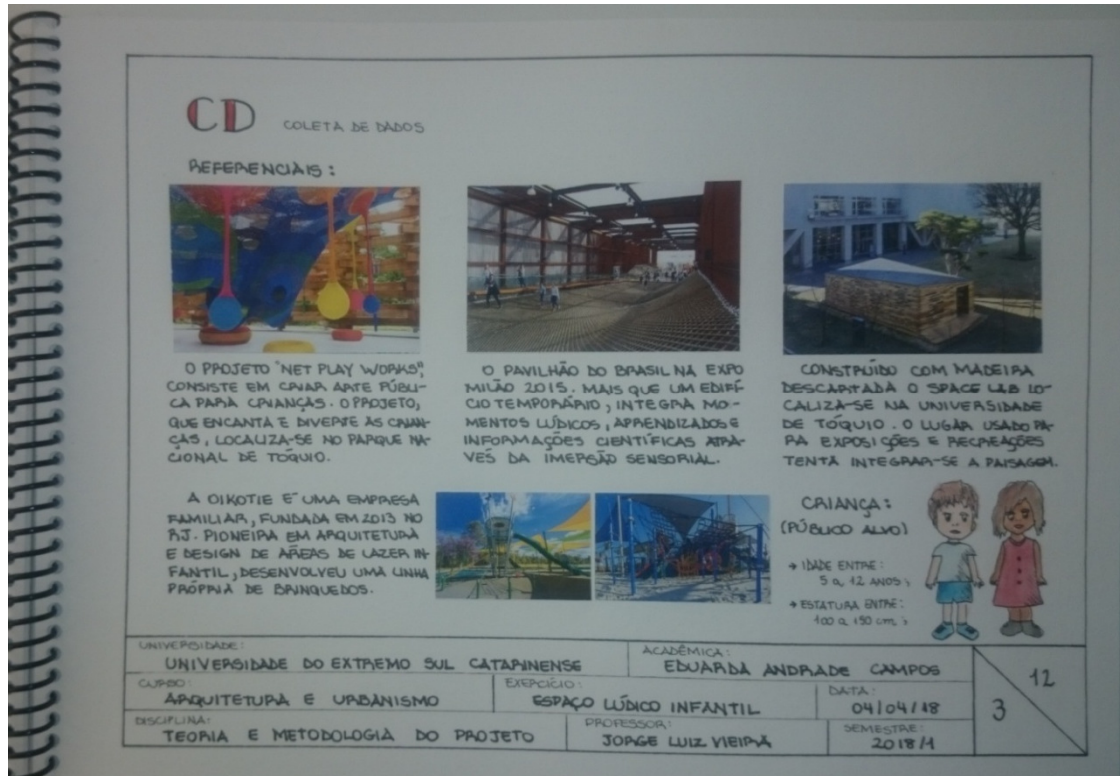 CD COLETA DE DADOS
REFERENCIAIS:
O PROJETO "NET PLAY WORKS",
CONSISTE EM CRIAR ARTE PÚBLI-
CA PARA CRIANÇAS. O PROJETO,
QUE ENCANTA E DIVERTE AS CRIAN-
ÇAS, LOCALIZA-SE NO PARQUE NA-
CIONAL DE TÓQUIO.
O PAVILHÃO DO BRASIL NA EXPO
MILÃO 2015. MAIS QUE UM EDIFÍ
CIO TEMPORÁRIO, INTEGRA MO-
MENTOS LÚDICOS, APRENDIZADOS E
INFORMAÇÕES CIENTÍFICAS ATRA-
VÉS DA IMERSÃO SENSORIAL.
CONSTRUÍDO COM MADEIRA
DESCARTADA O SPACE LAB LO-
CALIZA-SE NA UNIVERSIDADE
DE TÓQUIO. O LUGAR USADO PA-
RA EXPOSIÇÕES E RECREAÇÕES
TENTA INTEGRAR-SE A PAISAGEM.
A OIKOTIE É UMA EMPRESA
FAMILIAR, FUNDADA EM 2013 NO
RJ. PIONEIRA EM ARQUITETURA
E DESIGN DE ÁREAS DE LAZER IN-
FANTIL, DESENVOLVEU UMA LINHA
PRÓPRIA DE BRINQUEDOS.
CRIANÇA:
(PÚBLICO ALVO)
→ IDADE ENTRE:
5 a 12 ANOS;
→ ESTATURA ENTRE:
100 a 150 cm;
UNIVERSIDADE:
UNIVERSIDADE DO EXTREMO SUL CATARINENSE
ACADÊMICA:
EDUARDA ANDRADE CAMPOS
CURSO:
ARQUITETURA E URBANISMO
EXERCÍCIO:
ESPAÇO LÚDICO INFANTIL
DATA:
04/04/18
DISCIPLINA:
TEORIA E METODOLOGIA DO PROJETO
PROFESSOR:
JORGE LUIZ VIEIRA
SEMESTRE:
2018/1
3
12